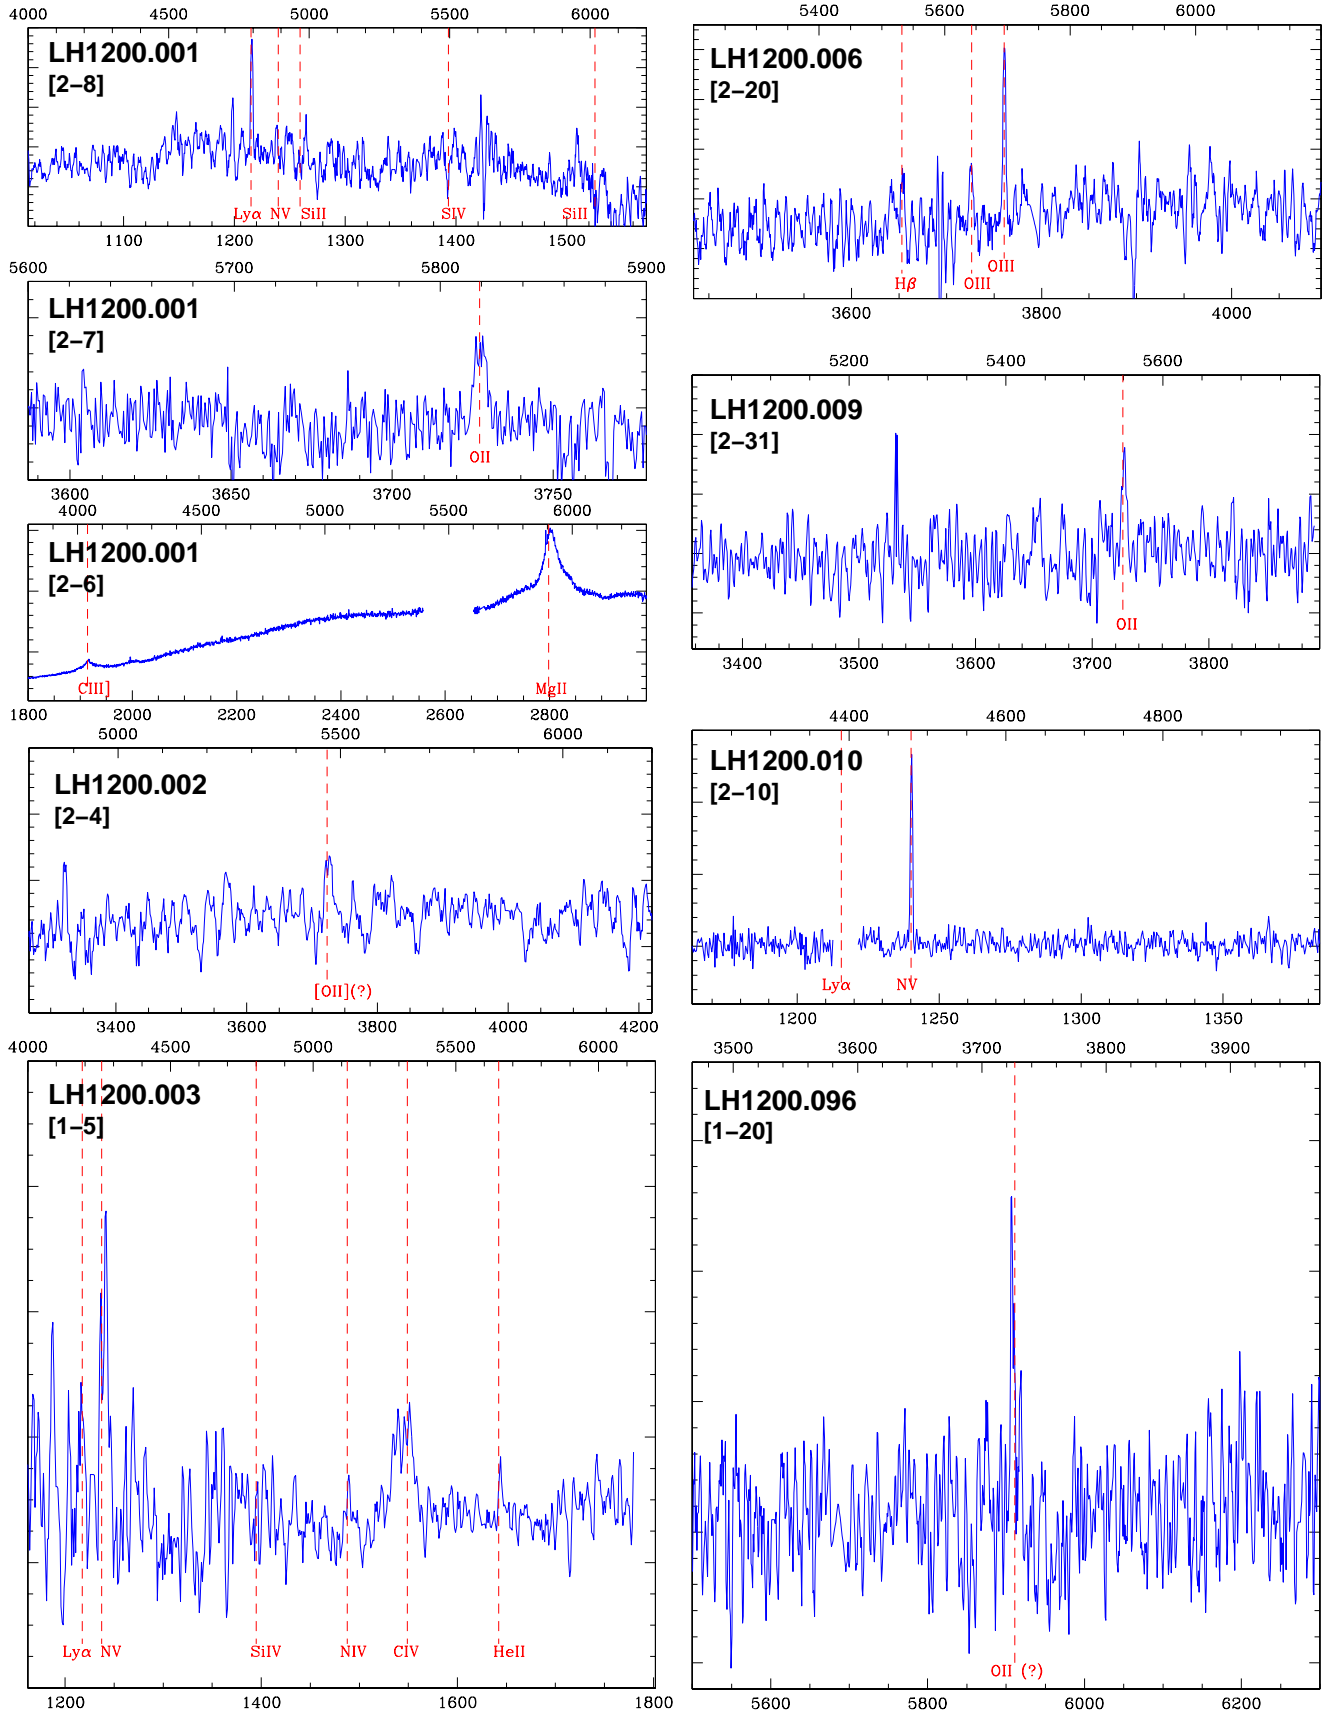 4000 4500 5000 5500 6000
LH1200.001
[2−8]
Lyα NV SiII SIV SiII
1100 1200 1300 1400 1500
5600 5700 5800 5900
LH1200.001
[2−7]
OII
3600 3650 3700 3750
4000 4500 5000 5500 6000
LH1200.001
[2−6]
CIII] MgII
1800 2000 2200 2400 2600 2800
5000 5500 6000
LH1200.002
[2−4]
[OII](?)
3400 3600 3800 4000 4200
4000 4500 5000 5500 6000
LH1200.003
[1−5]
Lyα NV SiIV NIV CIV HeII
1200 1400 1600 1800
5400 5600 5800 6000
LH1200.006
[2−20]
OIII
Hβ OIII
3600 3800 4000
5200 5400 5600
LH1200.009
[2−31]
OII
3400 3500 3600 3700 3800
4400 4600 4800
LH1200.010
[2−10]
Lyα NV
1200 1250 1300 1350
3500 3600 3700 3800 3900
LH1200.096
[1−20]
OII (?)
5600 5800 6000 6200